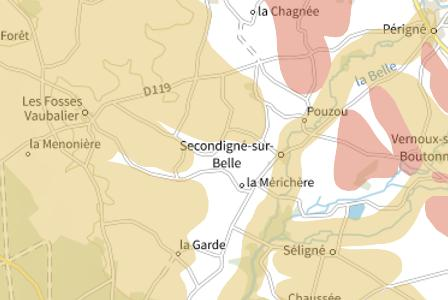 la Chagnée
Périgné
Forêt
la Belle
D119
Les Fosses
Vaubalier
Pouzou
la Menonière
Secondigné-sur-
Belle
Vernoux-s
Boutonn
la Mérichère
la Garde
Séligné
Chaussée